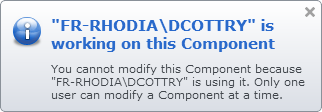 "FR-RHODIA\DCOTTRY" is
working on this Component
You cannot modify this Component because
"FR-RHODIA\DCOTTRY" is using it. Only one
user can modify a Component at a time.